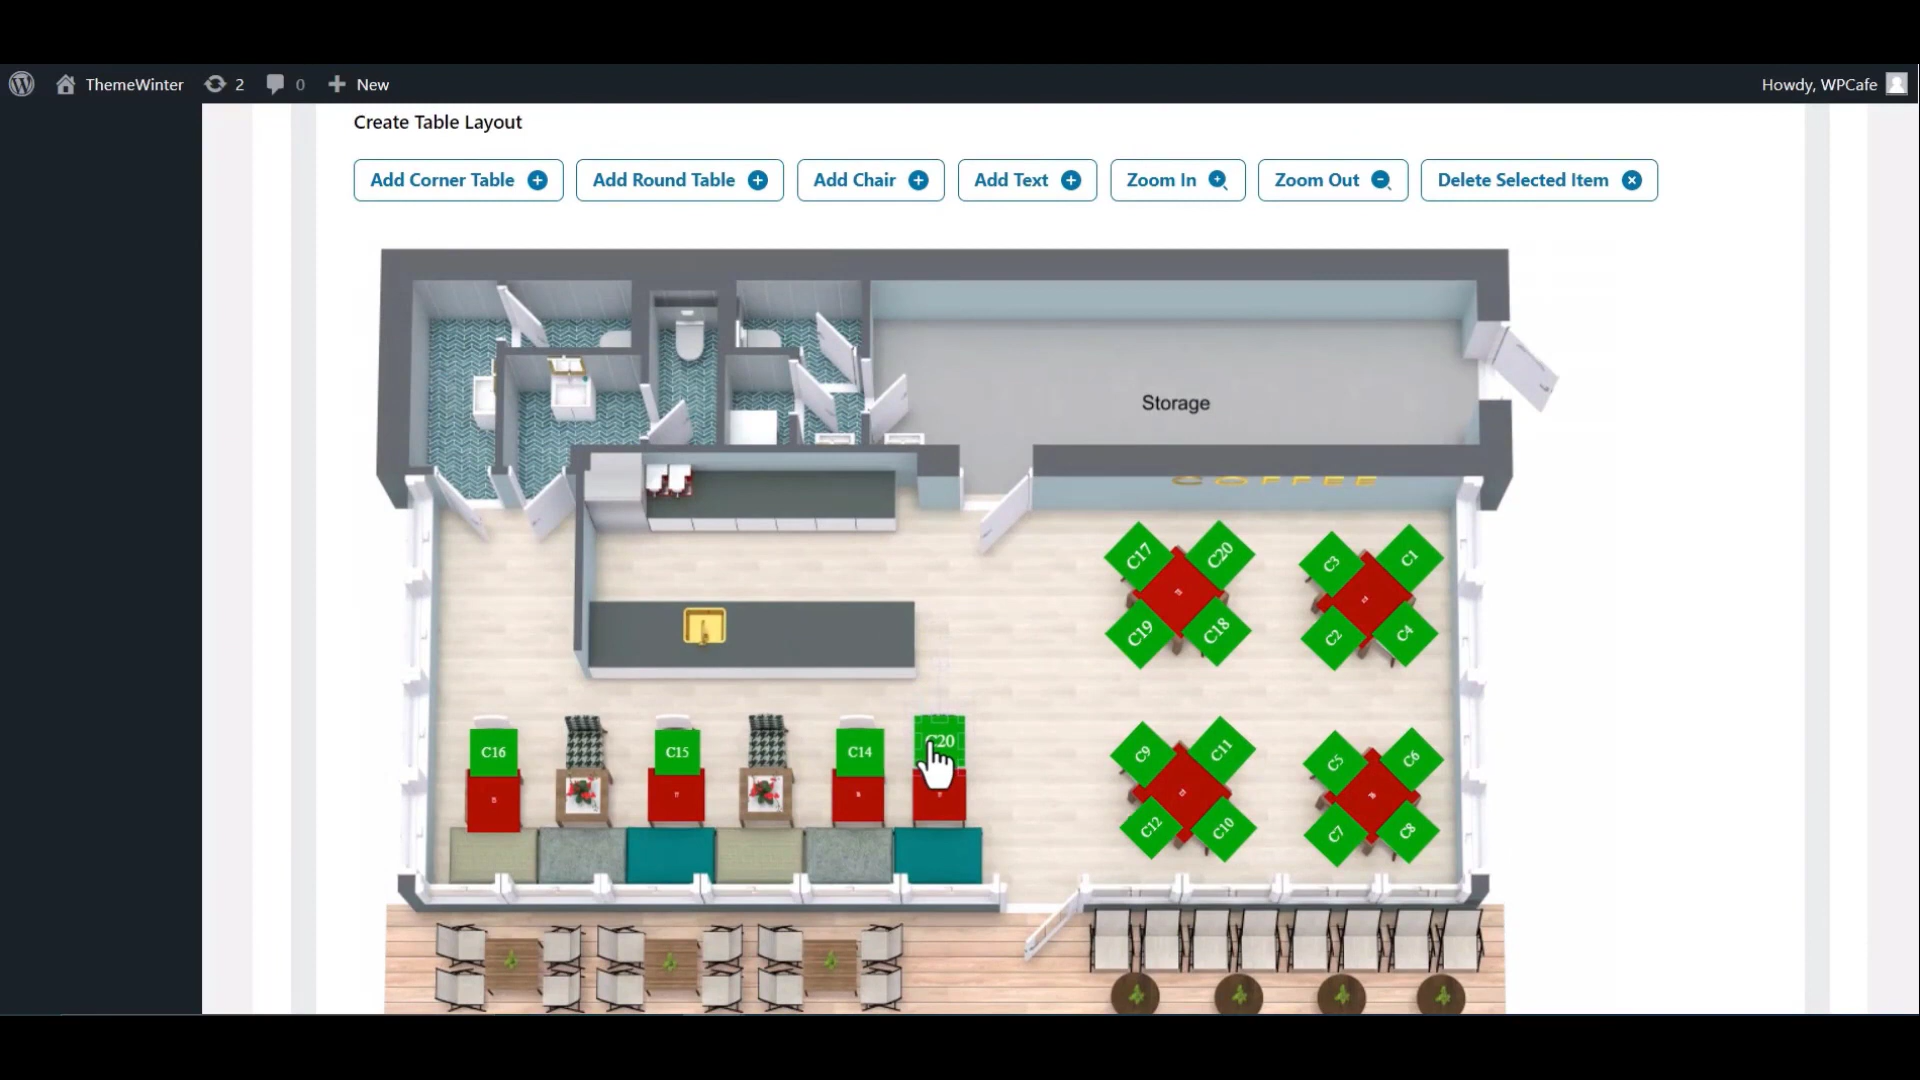 ThemeWinter 2 0 New Howdy, WPCafe
Create Table Layout
Add Corner Table Add Round Table Add Chair Add Text Zoom In Zoom Out Delete Selected Item
Storage
COFFEE
C17 C20 C3 C1
C19 C18 C2 C4
C16 C15 C14 C20
C9 C11 C5 C6
C12 C10 C7 C8